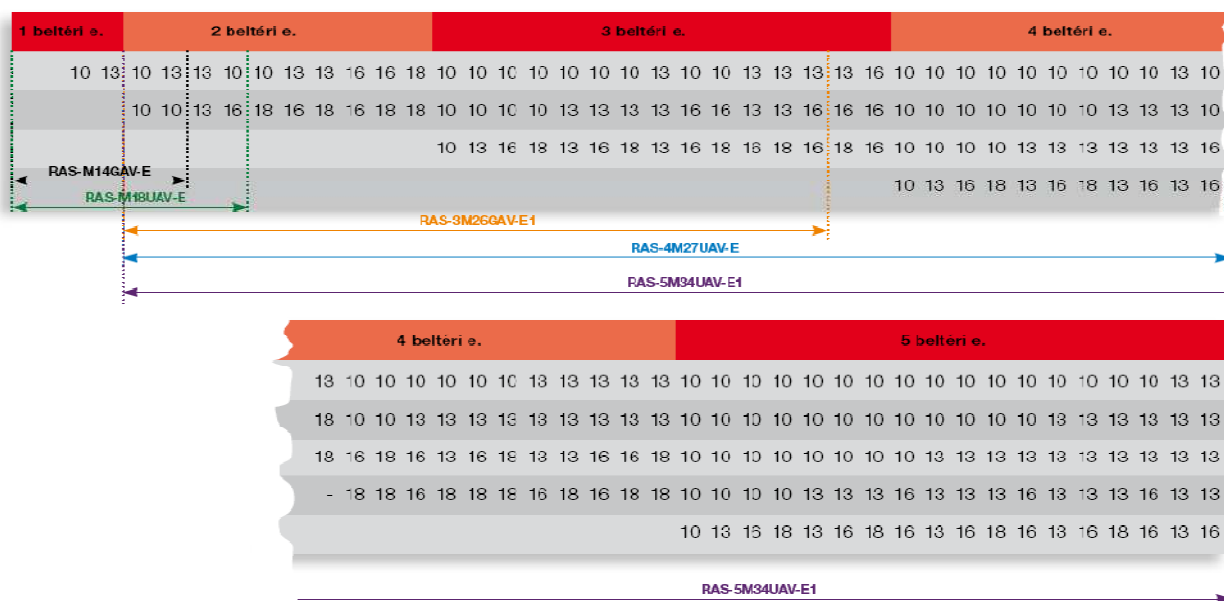 1 beltéri e. 2 beltéri e. 3 beltéri e. 4 beltéri e.
10 13 10 13 13 10 10 13 13 16 16 18 10 10 10 10 10 10 10 13 10 10 13 13 13 13 16 10 10 10 10 10 10 10 10 10 13 10
10 10 13 16 18 16 18 16 18 18 10 10 10 10 13 13 13 13 16 16 13 13 16 16 16 10 10 10 10 10 10 10 13 13 13 10
10 13 16 18 13 16 18 13 16 18 16 18 16 18 16 10 10 10 10 13 13 13 13 13 13 16
RAS-M14GAV-E
10 13 16 18 13 16 18 13 16 13 16
RAS-M18UAV-E
RAS-3M26GAV-E1
RAS-4M27UAV-E
RAS-5M34UAV-E1
4 beltéri e. 5 beltéri e.
13 10 10 10 10 10 10 13 13 13 13 13 10 10 10 10 10 10 10 10 10 10 10 10 10 10 10 10 13 13
18 10 10 13 13 13 13 13 13 13 13 13 10 10 10 10 10 10 10 10 10 10 10 10 13 13 13 13 13 13
18 16 18 16 13 16 18 13 13 16 16 18 10 10 10 10 10 10 10 10 13 13 13 13 13 13 13 13 13 13
- 18 18 16 18 18 18 16 18 16 18 18 10 10 10 10 13 13 13 16 13 13 13 16 13 13 13 16 13 13
10 13 16 18 13 16 18 16 13 16 18 16 13 16 18 16 13 16
RAS-5M34UAV-E1